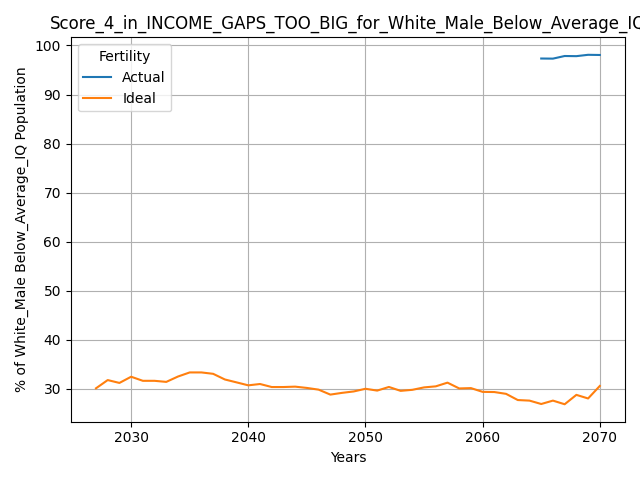 Score_4_in_INCOME_GAPS_TOO_BIG_for_White_Male_Below_Average_IQ
Fertility
Actual
Ideal
% of White_Male Below_Average_IQ Population
100
90
80
70
60
50
40
30
2030
2040
2050
2060
2070
Years